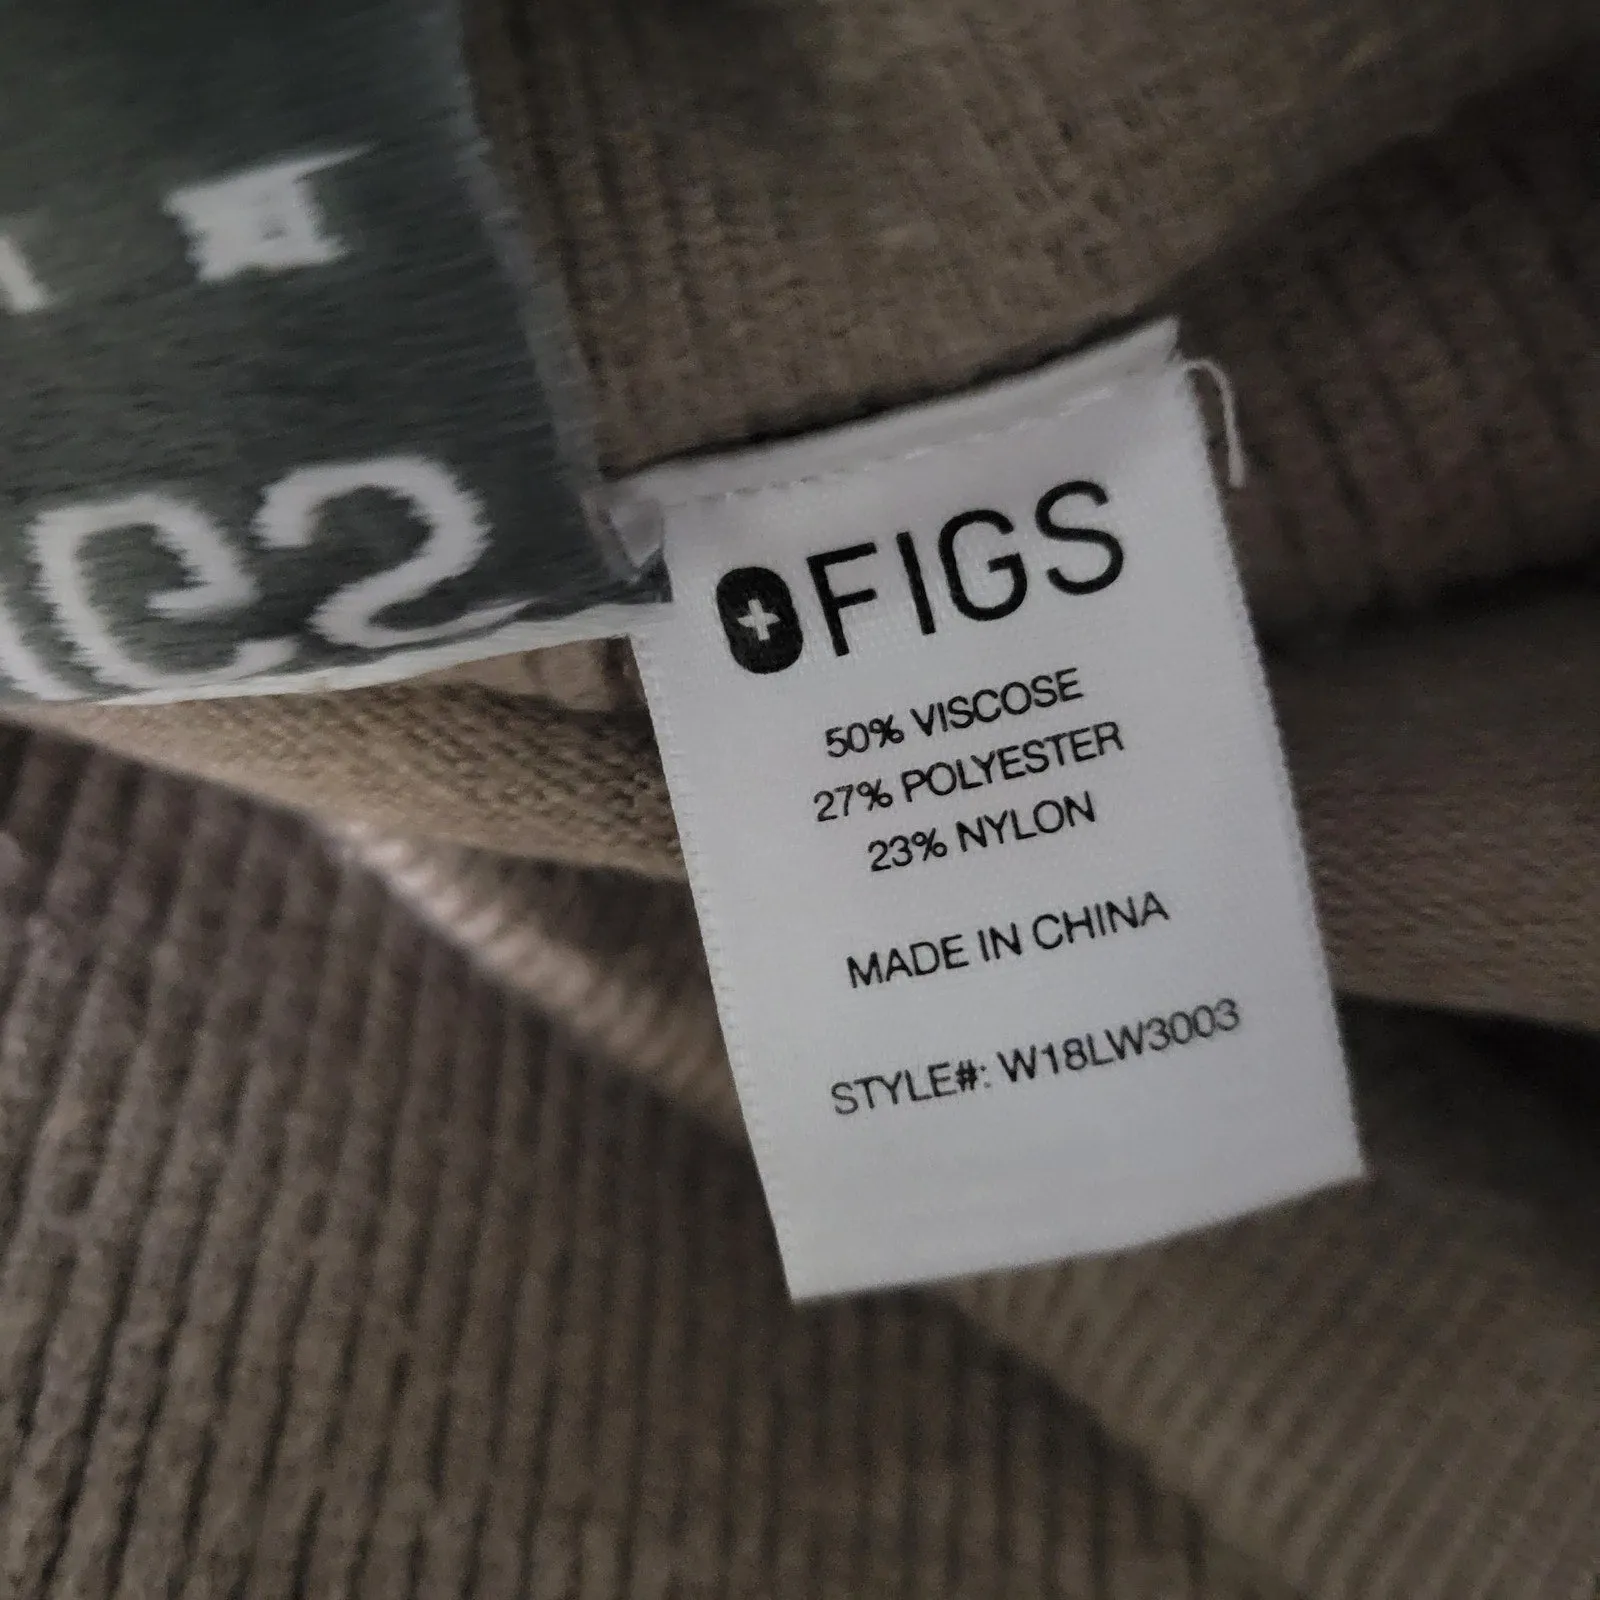 FIGS
50% VISCOSE
27% POLYESTER
23% NYLON
MADE IN CHINA
STYLE#: W18LW3003